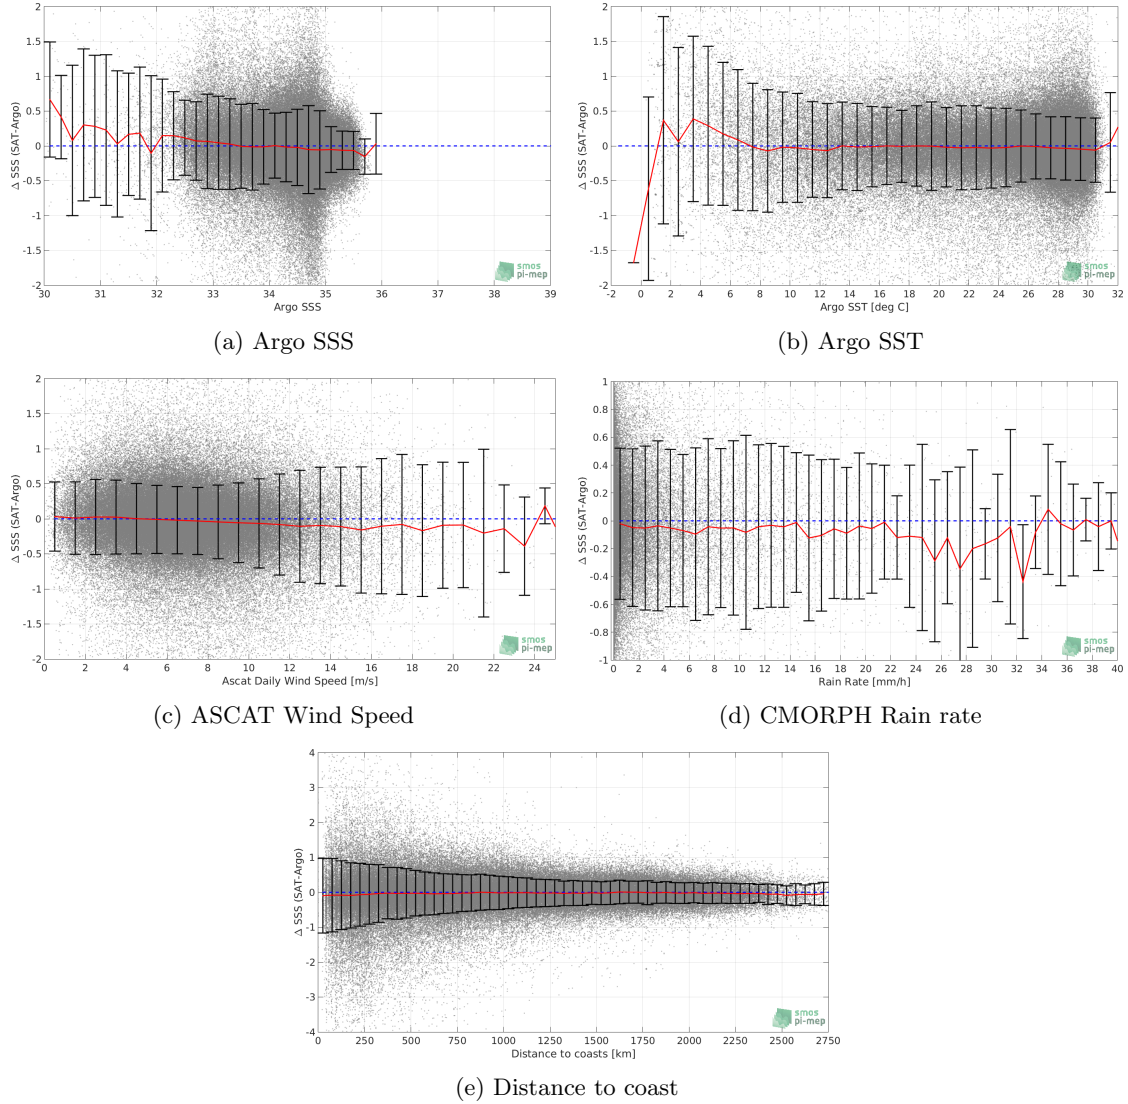 2
1.5
1
0.5
0
-0.5
-1
-1.5
-2
Δ SSS (SAT-Argo)
30 31 32 33 34 35 36 37 38 39
Argo SSS
smos
pi-mep
(a) Argo SSS
2
1.5
1
0.5
0
-0.5
-1
-1.5
-2
Δ SSS (SAT-Argo)
-2 0 2 4 6 8 10 12 14 16 18 20 22 24 26 28 30 32
Argo SST [deg C]
smos
pi-mep
(b) Argo SST
2
1.5
1
0.5
0
-0.5
-1
-1.5
-2
Δ SSS (SAT-Argo)
0 2 4 6 8 10 12 14 16 18 20 22 24
Ascat Daily Wind Speed [m/s]
smos
pi-mep
(c) ASCAT Wind Speed
1
0.8
0.6
0.4
0.2
0
-0.2
-0.4
-0.6
-0.8
-1
Δ SSS (SAT-Argo)
0 2 4 6 8 10 12 14 16 18 20 22 24 26 28 30 32 34 36 38 40
Rain Rate [mm/h]
smos
pi-mep
(d) CMORPH Rain rate
4
3
2
1
0
-1
-2
-3
-4
Δ SSS (SAT-Argo)
0 250 500 750 1000 1250 1500 1750 2000 2250 2500 2750
Distance to coasts [km]
smos
pi-mep
(e) Distance to coast